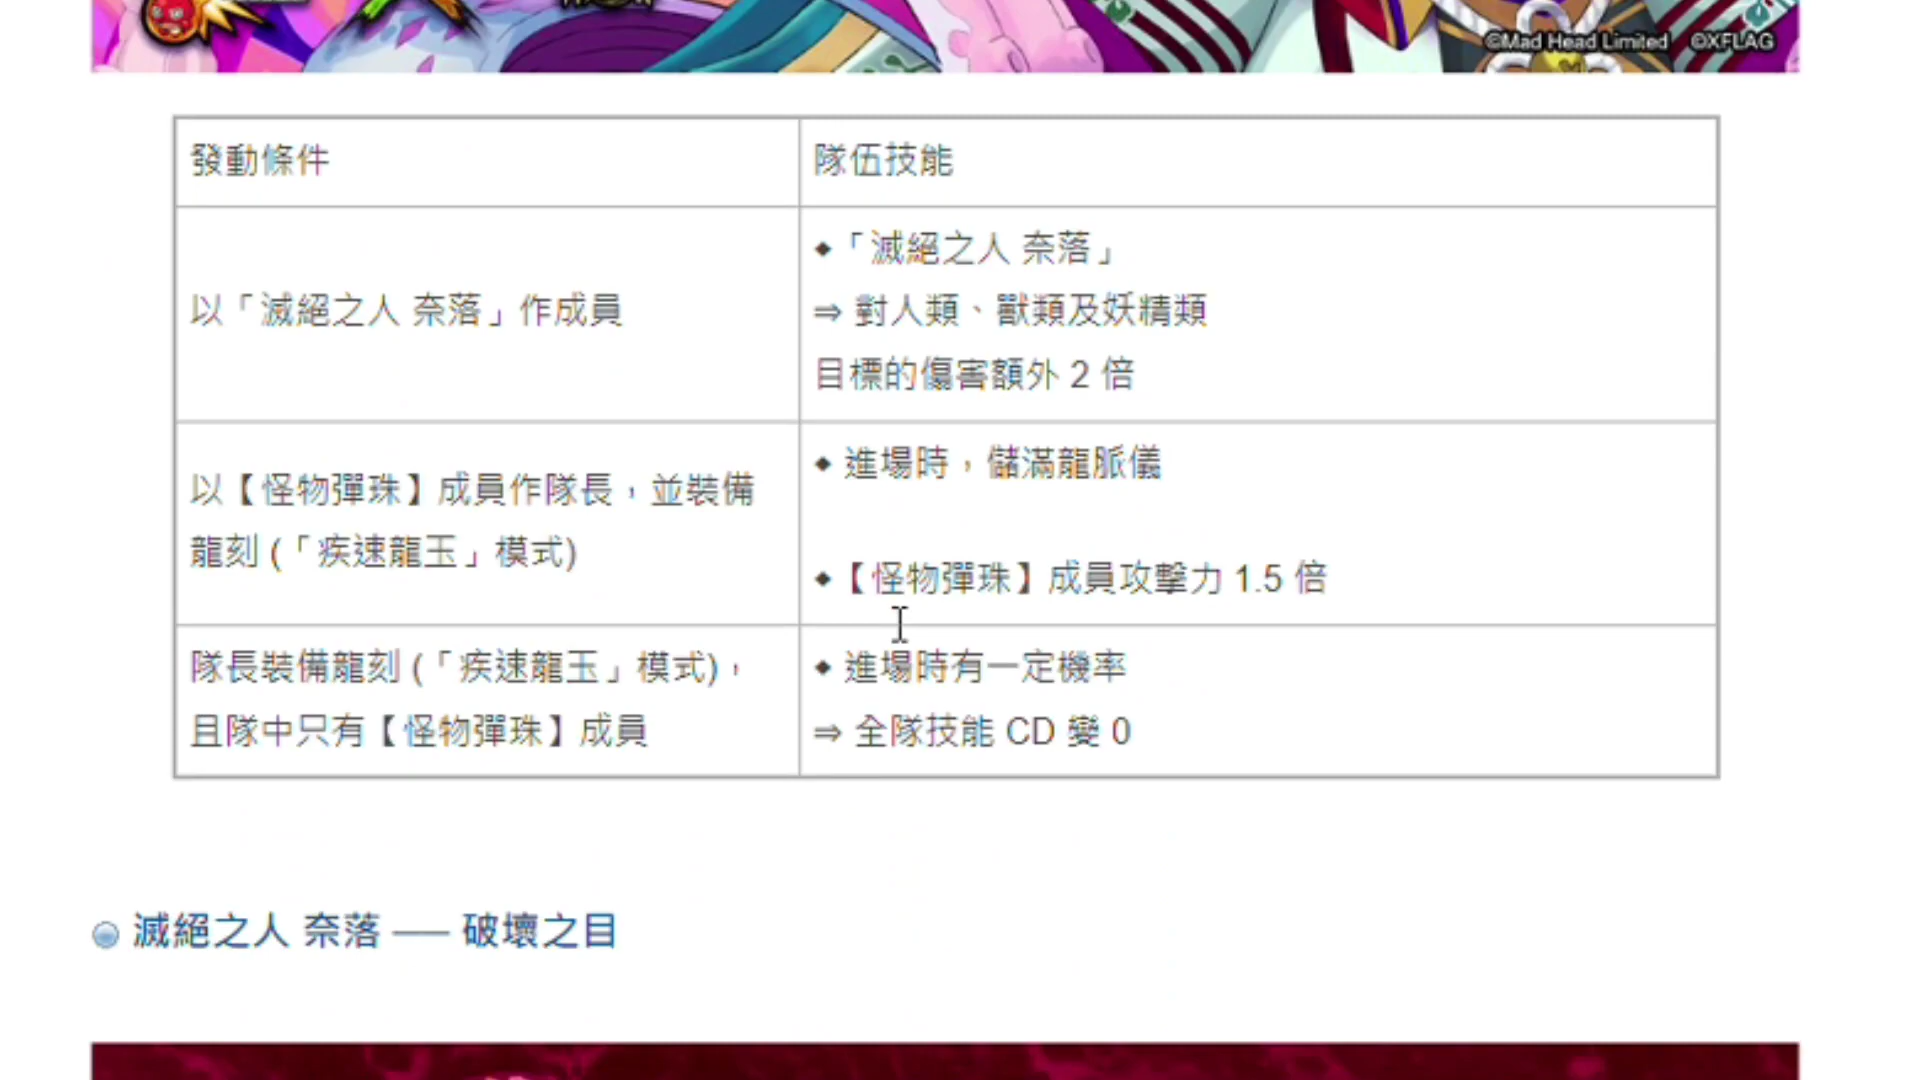 ©Mad Head Limited ©XFLAG
發動條件
隊伍技能
以「滅絕之人 奈落」作成員
◆「滅絕之人 奈落」
⇒ 對人類、獸類及妖精類
目標的傷害額外 2 倍
以【怪物彈珠】成員作隊長，並裝備
龍刻 (「疾速龍玉」模式)
◆ 進場時，儲滿龍脈儀
◆【怪物彈珠】成員攻擊力 1.5 倍
隊長裝備龍刻 (「疾速龍玉」模式)，
且隊中只有【怪物彈珠】成員
◆ 進場時有一定機率
⇒ 全隊技能 CD 變 0
滅絕之人 奈落 — 破壞之目